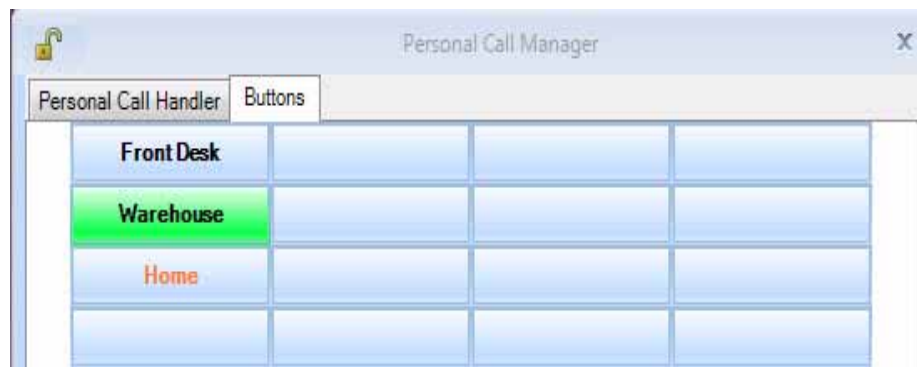 Personal Call Manager
x
Personal Call Handler Buttons
Front Desk
Warehouse
Home